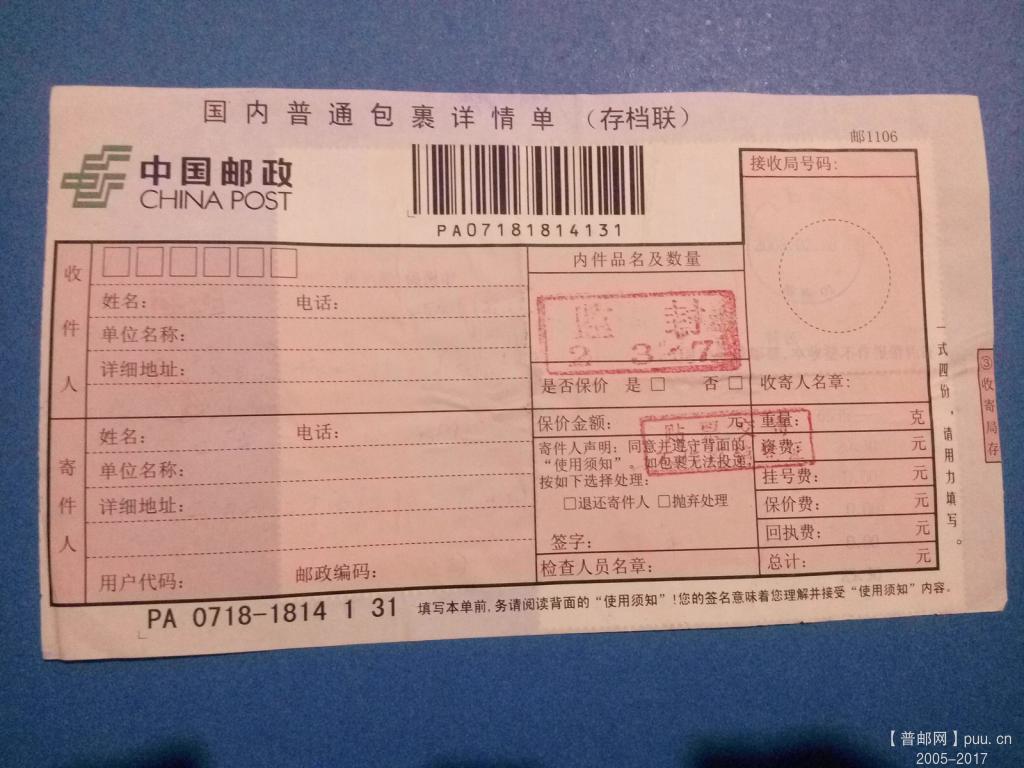 国内普通包裹详情单(存档联)
邮1106
中国邮政
CHINA POST
PA07181814131
接收局号码:
收件人
姓名: 电话:
单位名称:
详细地址:
内件品名及数量
监 封
2 3 17
是否保价 是 □ 否 □
收寄人名章:
寄件人
姓名: 电话:
单位名称:
详细地址:
用户代码: 邮政编码:
保价金额: 元
寄件人声明: 同意并遵守背面的
“使用须知”。如包裹无法投递,
按如下选择处理:
□退还寄件人 □抛弃处理
签字:
检查人员名章:
重量: 克
资费: 元
挂号费: 元
保价费: 元
回执费: 元
总计: 元
一式四份,请用力填写。
③收寄局存
PA 0718-1814 1 31
填写本单前,务请阅读背面的“使用须知”!您的签名意味着您理解并接受“使用须知”内容。
【普邮网】puu.cn
2005-2017